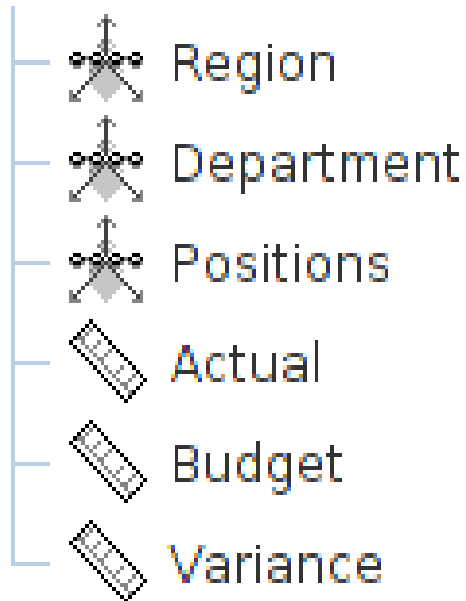 Region
Department
Positions
Actual
Budget
Variance